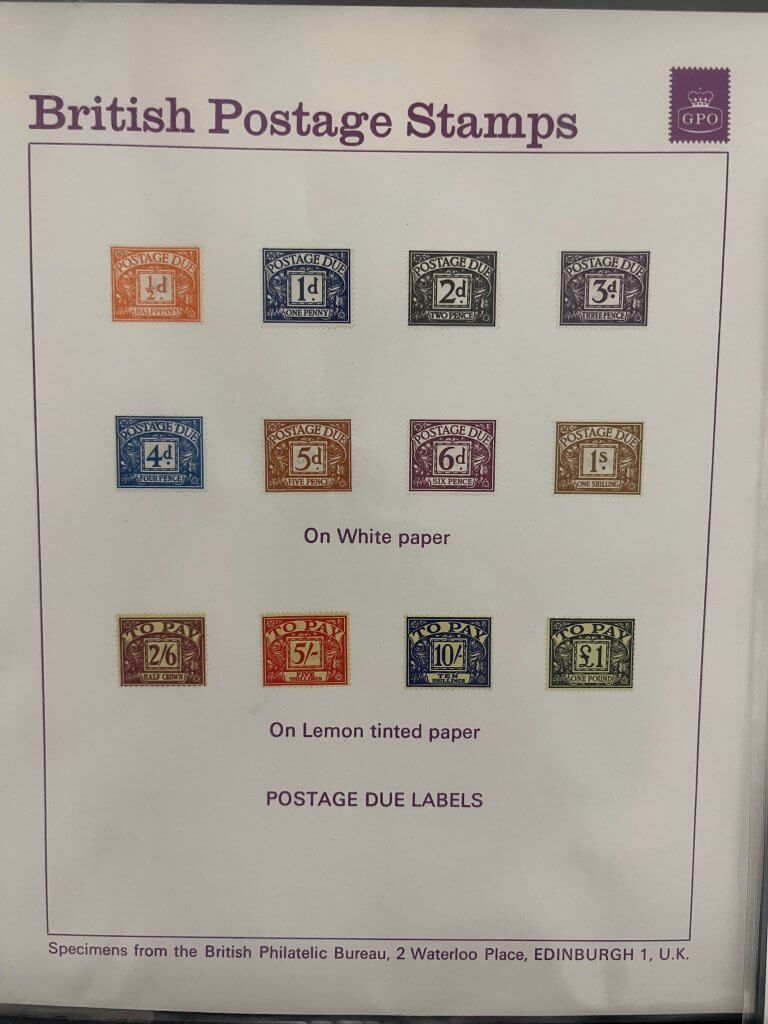 British Postage Stamps
GPO
POSTAGE DUE
½d.
HALFPENNY
POSTAGE DUE
1d.
ONE PENNY
POSTAGE DUE
2d.
TWO PENCE
POSTAGE DUE
3d.
THREE PENCE
POSTAGE DUE
4d.
FOUR PENCE
POSTAGE DUE
5d.
FIVE PENCE
POSTAGE DUE
6d.
SIX PENCE
POSTAGE DUE
1s.
ONE SHILLING
On White paper
TO PAY
2/6
HALF CROWN
TO PAY
5/-
FIVE
SHILLINGS
TO PAY
10/-
TEN
SHILLINGS
TO PAY
£1
ONE POUND
On Lemon tinted paper
POSTAGE DUE LABELS
Specimens from the British Philatelic Bureau, 2 Waterloo Place, EDINBURGH 1, U.K.